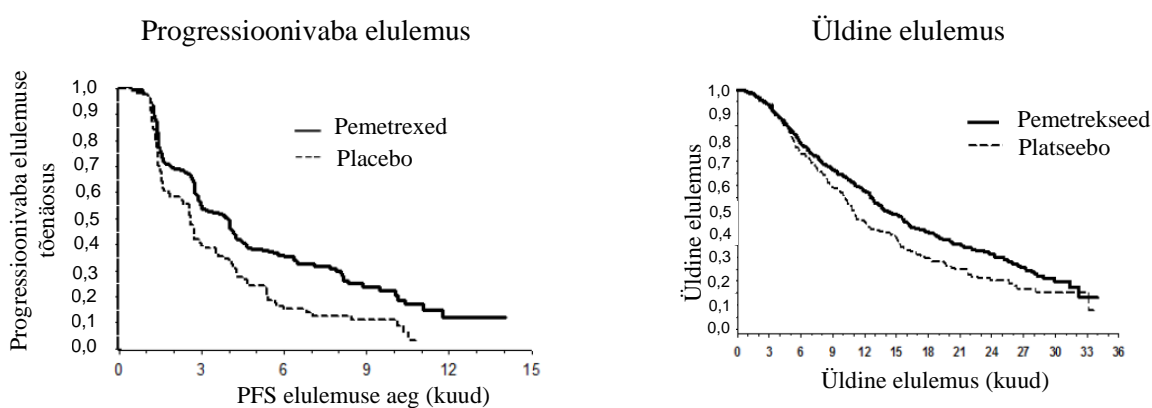 Progressioonivaba elulemus
Progressioonivaba elulemuse
tõenäosus
1,0
0,9
0,8
0,7
0,6
0,5
0,4
0,3
0,2
0,1
0,0
Pemetrexed
Placebo
0 3 6 9 12 15
PFS elulemuse aeg (kuud)
Üldine elulemus
Üldine elulemus
1,0
0,9
0,8
0,7
0,6
0,5
0,4
0,3
0,2
0,1
0,0
Pemetrekseed
Platseebo
0 3 6 9 12 15 18 21 24 27 30 33 36
Üldine elulemus (kuud)